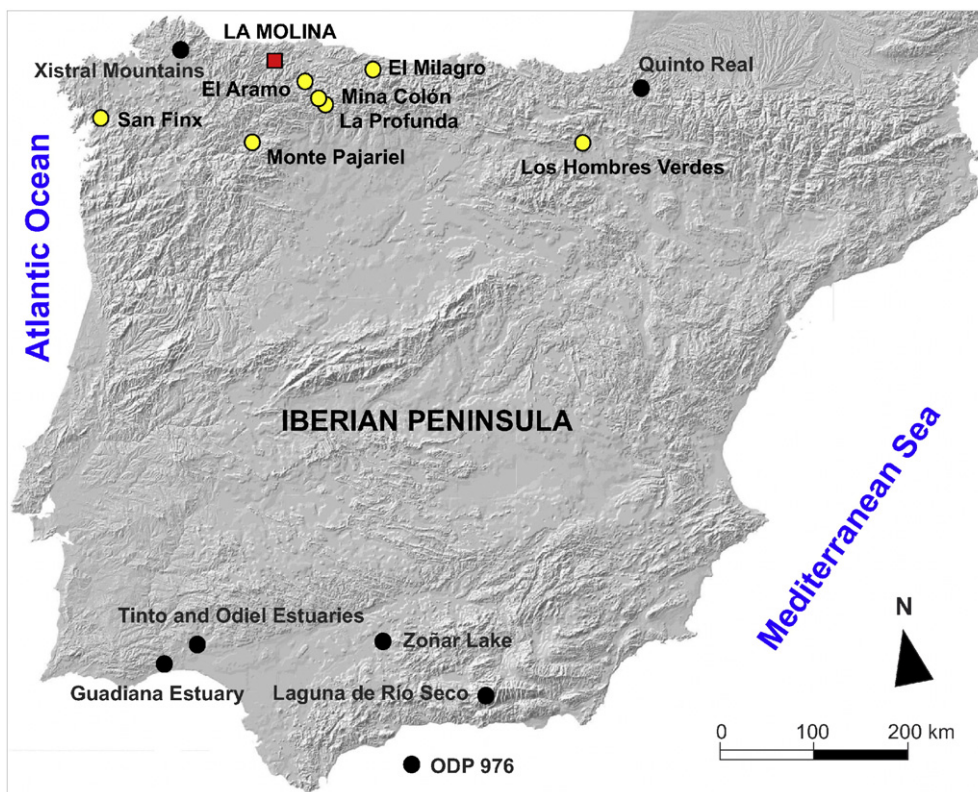 LA MOLINA
Xistral Mountains
El Milagro
Quinto Real
El Aramo
Mina Colón
La Profunda
San Finx
Monte Pajariel
Los Hombres Verdes
Atlantic Ocean
IBERIAN PENINSULA
Mediterranean Sea
N
Tinto and Odiel Estuaries
Zoñar Lake
Guadiana Estuary
Laguna de Río Seco
0 100 200 km
ODP 976